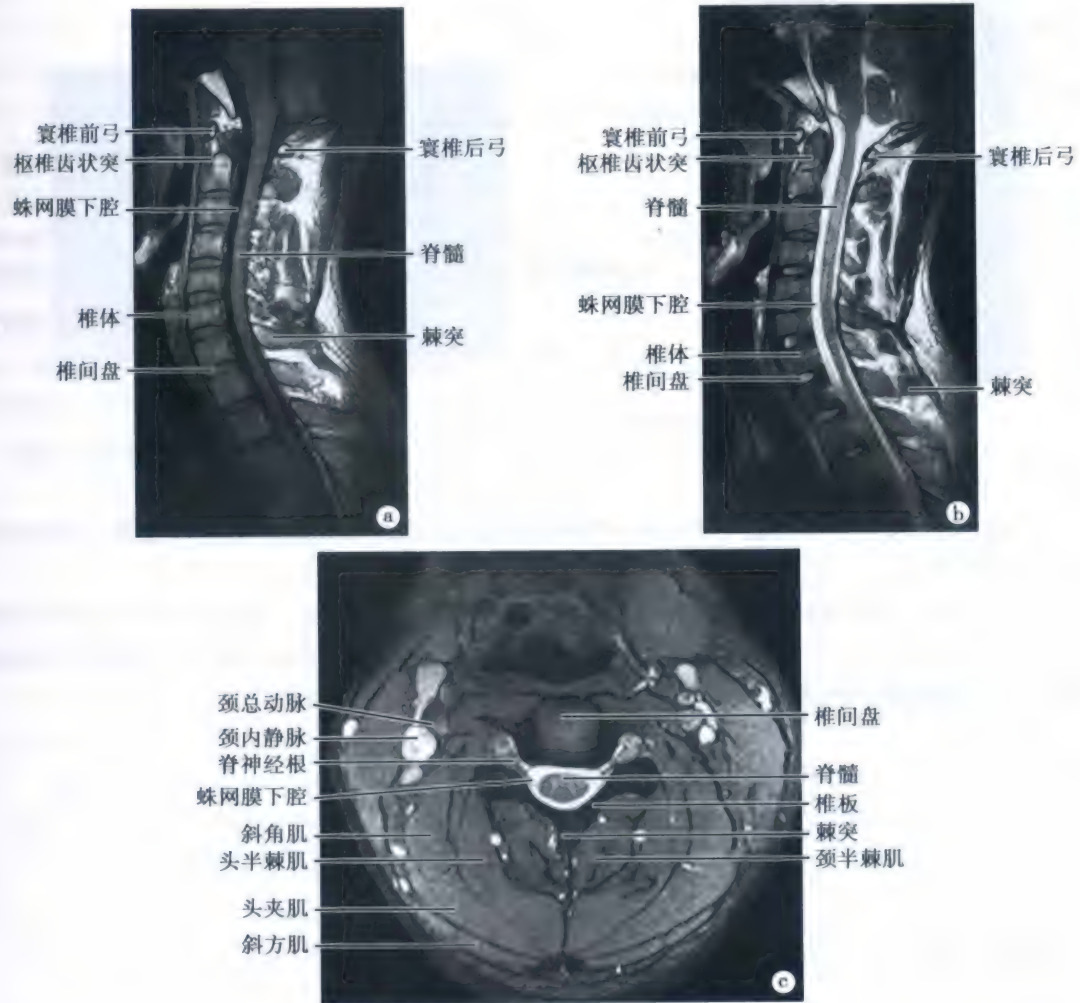 寰椎前弓
枢椎齿状突
蛛网膜下腔
椎体
椎间盘
寰椎后弓
脊髓
棘突
a
寰椎前弓
枢椎齿状突
脊髓
蛛网膜下腔
椎体
椎间盘
寰椎后弓
棘突
b
颈总动脉
颈内静脉
脊神经根
蛛网膜下腔
斜角肌
头半棘肌
头夹肌
斜方肌
椎间盘
脊髓
椎板
棘突
颈半棘肌
c